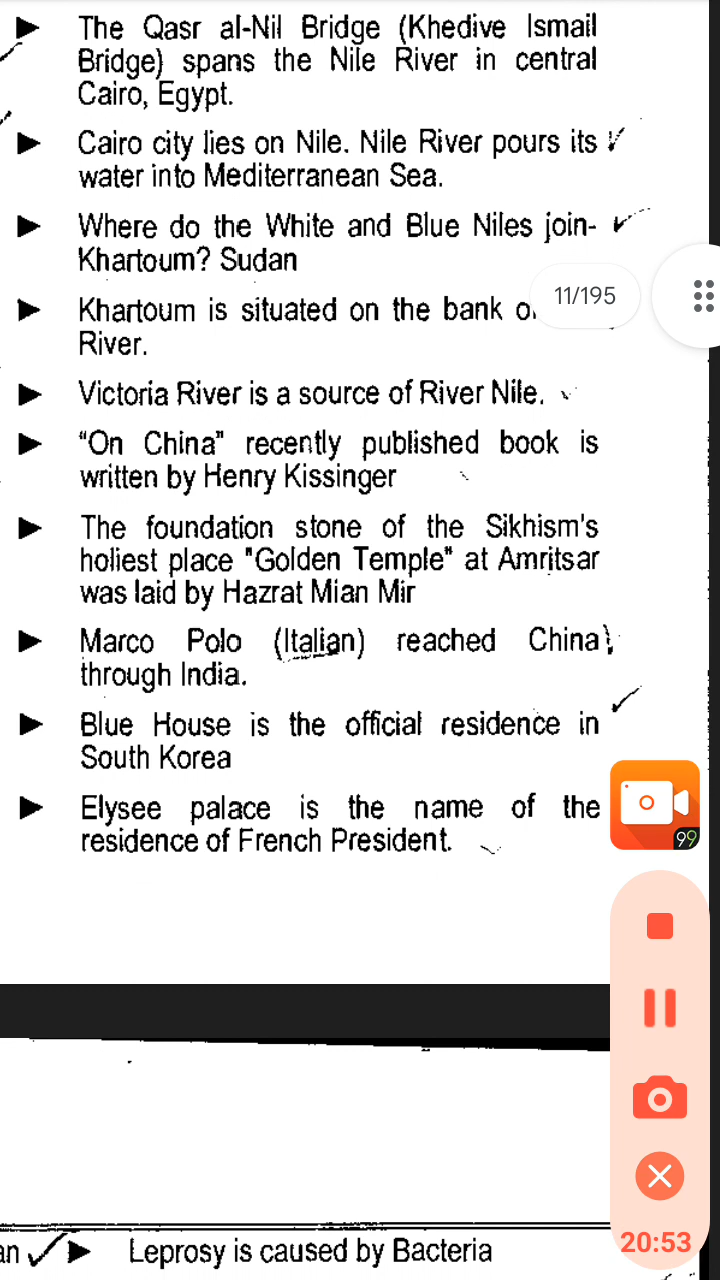 ► The Qasr al-Nil Bridge (Khedive Ismail
Bridge) spans the Nile River in central
Cairo, Egypt.
► Cairo city lies on Nile. Nile River pours its
water into Mediterranean Sea.
► Where do the White and Blue Niles join-
Khartoum? Sudan
► Khartoum is situated on the bank
River.
11/195
► Victoria River is a source of River Nile.
► “On China” recently published book is
written by Henry Kissinger
► The foundation stone of the Sikhism's
holiest place "Golden Temple" at Amritsar
was laid by Hazrat Mian Mir
► Marco Polo (Italian) reached China
through India.
► Blue House is the official residence in
South Korea
► Elysee palace is the name of the
residence of French President.
99
20:53
► Leprosy is caused by Bacteria